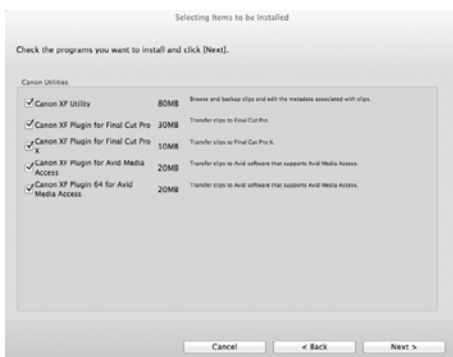 Selecting Items to be Installed
Check the programs you want to install and click [Next].
Canon Utilities
Canon XF Utility 80MB Browse and backup clips and edit the metadata associated with clips.
Canon XF Plugin for Final Cut Pro 30MB Transfer clips to Final Cut Pro.
Canon XF Plugin for Final Cut Pro
X 10MB Transfer clips to Final Cut Pro X.
Canon XF Plugin for Avid Media
Access 20MB Transfer clips to Avid software that supports Avid Media Access.
Canon XF Plugin 64 for Avid
Media Access 20MB Transfer clips to Avid software that supports Avid Media Access.
Cancel < Back Next >